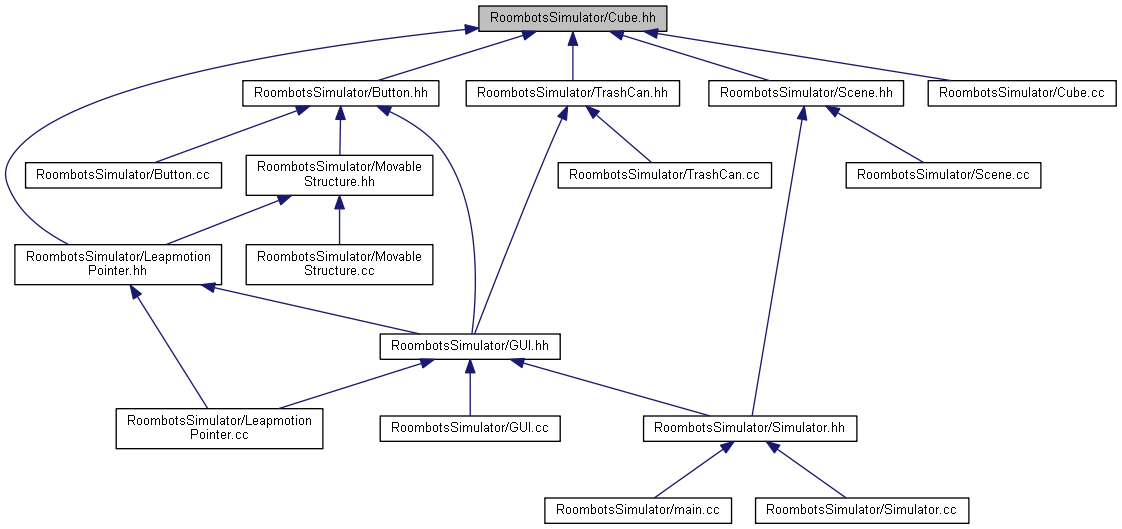 RoombotsSimulator/Cube.hh
RoombotsSimulator/Button.hh
RoombotsSimulator/TrashCan.hh
RoombotsSimulator/Scene.hh
RoombotsSimulator/Cube.cc
RoombotsSimulator/Button.cc
RoombotsSimulator/Movable
Structure.hh
RoombotsSimulator/TrashCan.cc
RoombotsSimulator/Scene.cc
RoombotsSimulator/Leapmotion
Pointer.hh
RoombotsSimulator/Movable
Structure.cc
RoombotsSimulator/GUI.hh
RoombotsSimulator/Leapmotion
Pointer.cc
RoombotsSimulator/GUI.cc
RoombotsSimulator/Simulator.hh
RoombotsSimulator/main.cc
RoombotsSimulator/Simulator.cc